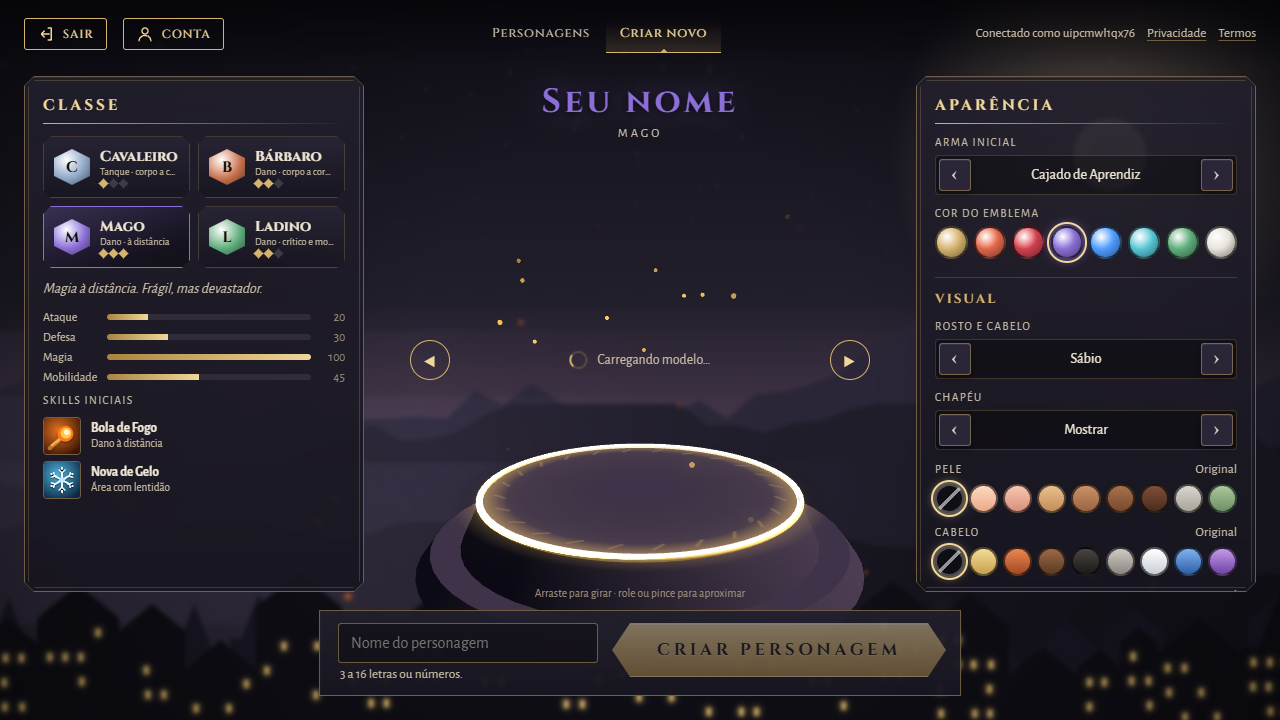 SAIR
CONTA
PERSONAGENS
CRIAR NOVO
Conectado como uipcmwh1qx76
Privacidade
Termos
CLASSE
C
CAVALEIRO
Tanque · corpo a c...
B
BÁRBARO
Dano · corpo a cor...
M
MAGO
Dano · à distância
L
LADINO
Dano · crítico e mo...
Magia à distância. Frágil, mas devastador.
Ataque 20
Defesa 30
Magia 100
Mobilidade 45
SKILLS INICIAIS
Bola de Fogo
Dano à distância
Nova de Gelo
Área com lentidão
SEU NOME
MAGO
Carregando modelo...
Arraste para girar · role ou pince para aproximar
Nome do personagem
3 a 16 letras ou números.
CRIAR PERSONAGEM
APARÊNCIA
ARMA INICIAL
Cajado de Aprendiz
COR DO EMBLEMA
VISUAL
ROSTO E CABELO
Sábio
CHAPÉU
Mostrar
PELE Original
CABELO Original